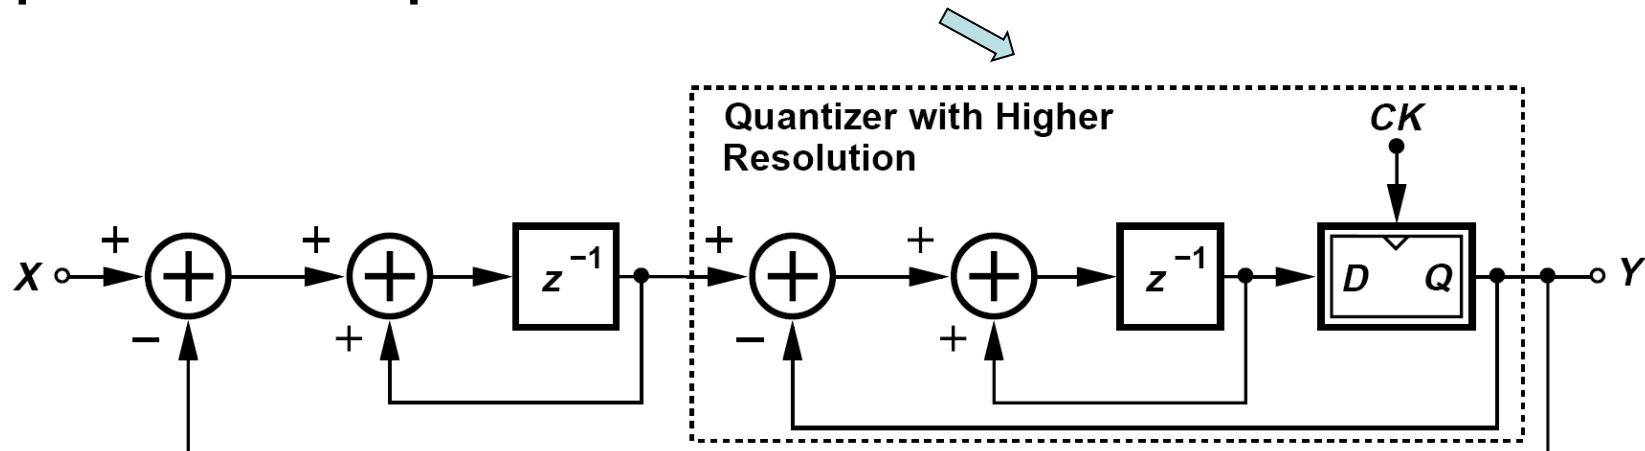 Quantizer with Higher
Resolution
CK
+
+
+
+
X
+
+
z⁻¹
+
+
z⁻¹
D
Q
Y
−
+
−
+